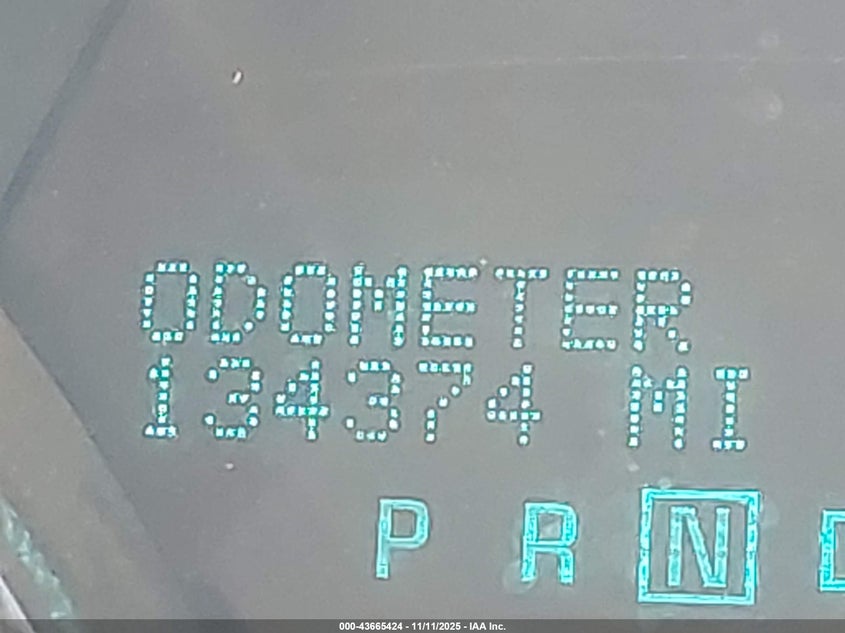 ODOMETER
134374 MI
P R N D
000-43665424 - 11/11/2025 - IAA Inc.